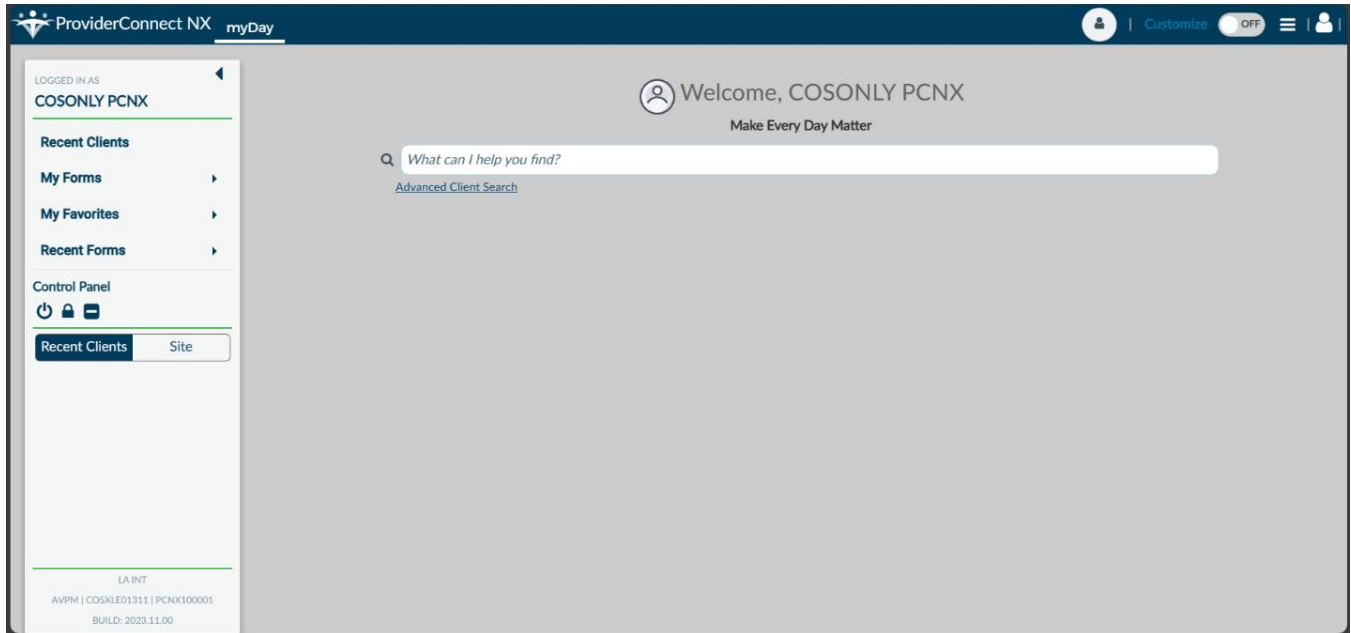 ProviderConnect NX myDay
Customize OFF
LOGGED IN AS
COSONLY PCNX
Recent Clients
My Forms
My Favorites
Recent Forms
Control Panel
Recent Clients Site
LA INT
AVPM | COSXLE01311 | PCNX100001
BUILD: 2023.11.00
Welcome, COSONLY PCNX
Make Every Day Matter
What can I help you find?
Advanced Client Search